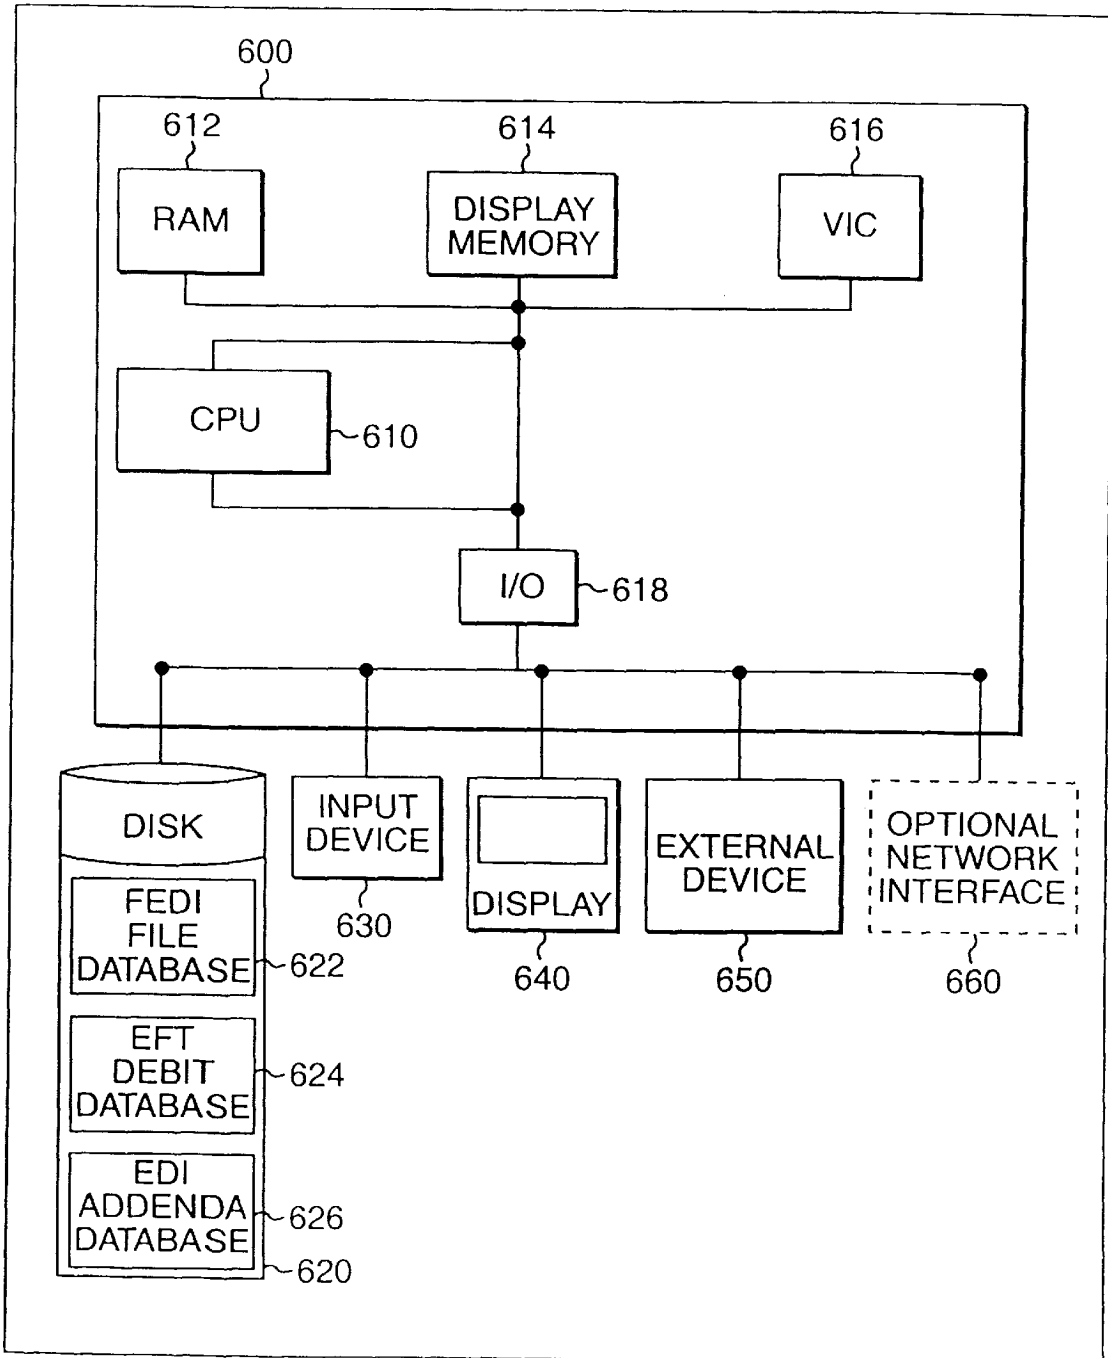 600
612
614
616
RAM
DISPLAY
MEMORY
VIC
CPU
610
I/O
618
DISK
INPUT
DEVICE
630
DISPLAY
640
EXTERNAL
DEVICE
650
OPTIONAL
NETWORK
INTERFACE
660
FEDI
FILE
DATABASE
622
EFT
DEBIT
DATABASE
624
EDI
ADDENDA
DATABASE
626
620